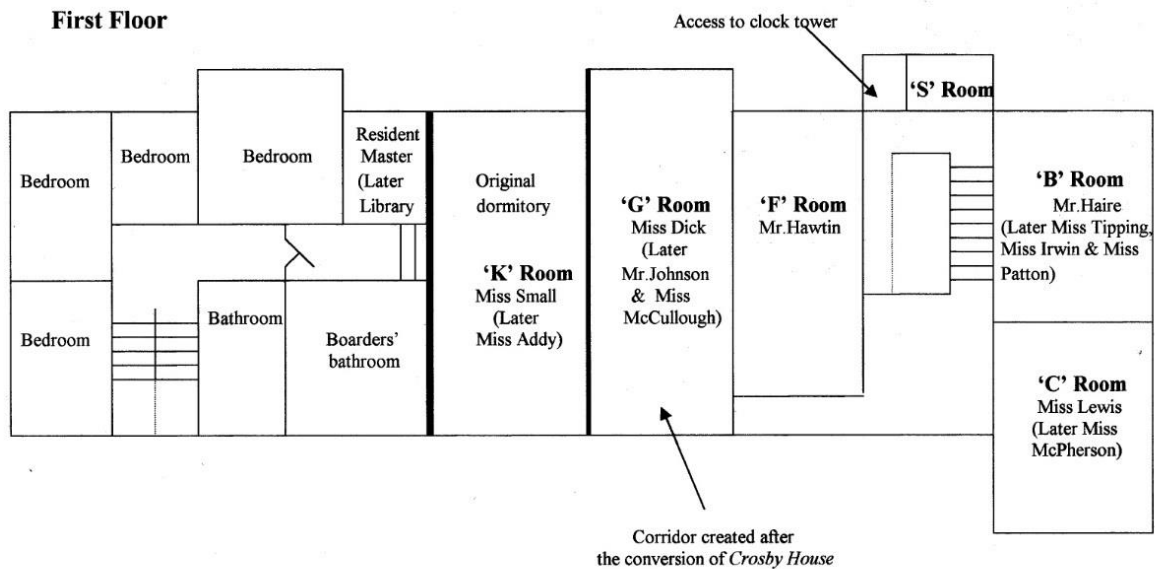 First Floor
Access to clock tower
'S' Room
Bedroom
Bedroom
Bedroom
Resident
Master
(Later
Library
Original
dormitory
'K' Room
Miss Small
(Later
Miss Addy)
'G' Room
Miss Dick
(Later
Mr.Johnson
& Miss
McCullough)
'F' Room
Mr.Hawtin
'B' Room
Mr.Haire
(Later Miss Tipping,
Miss Irwin & Miss
Patton)
Bedroom
Bathroom
Boarders'
bathroom
'C' Room
Miss Lewis
(Later Miss
McPherson)
Corridor created after
the conversion of Crosby House